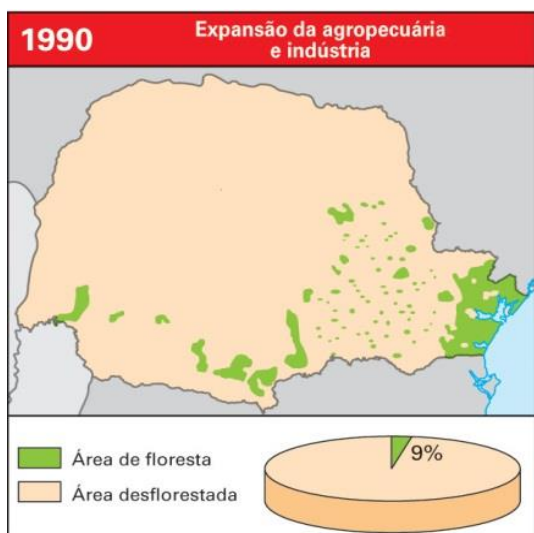 1990
Expansão da agropecuária
e indústria
Área de floresta
Área desflorestada
9%